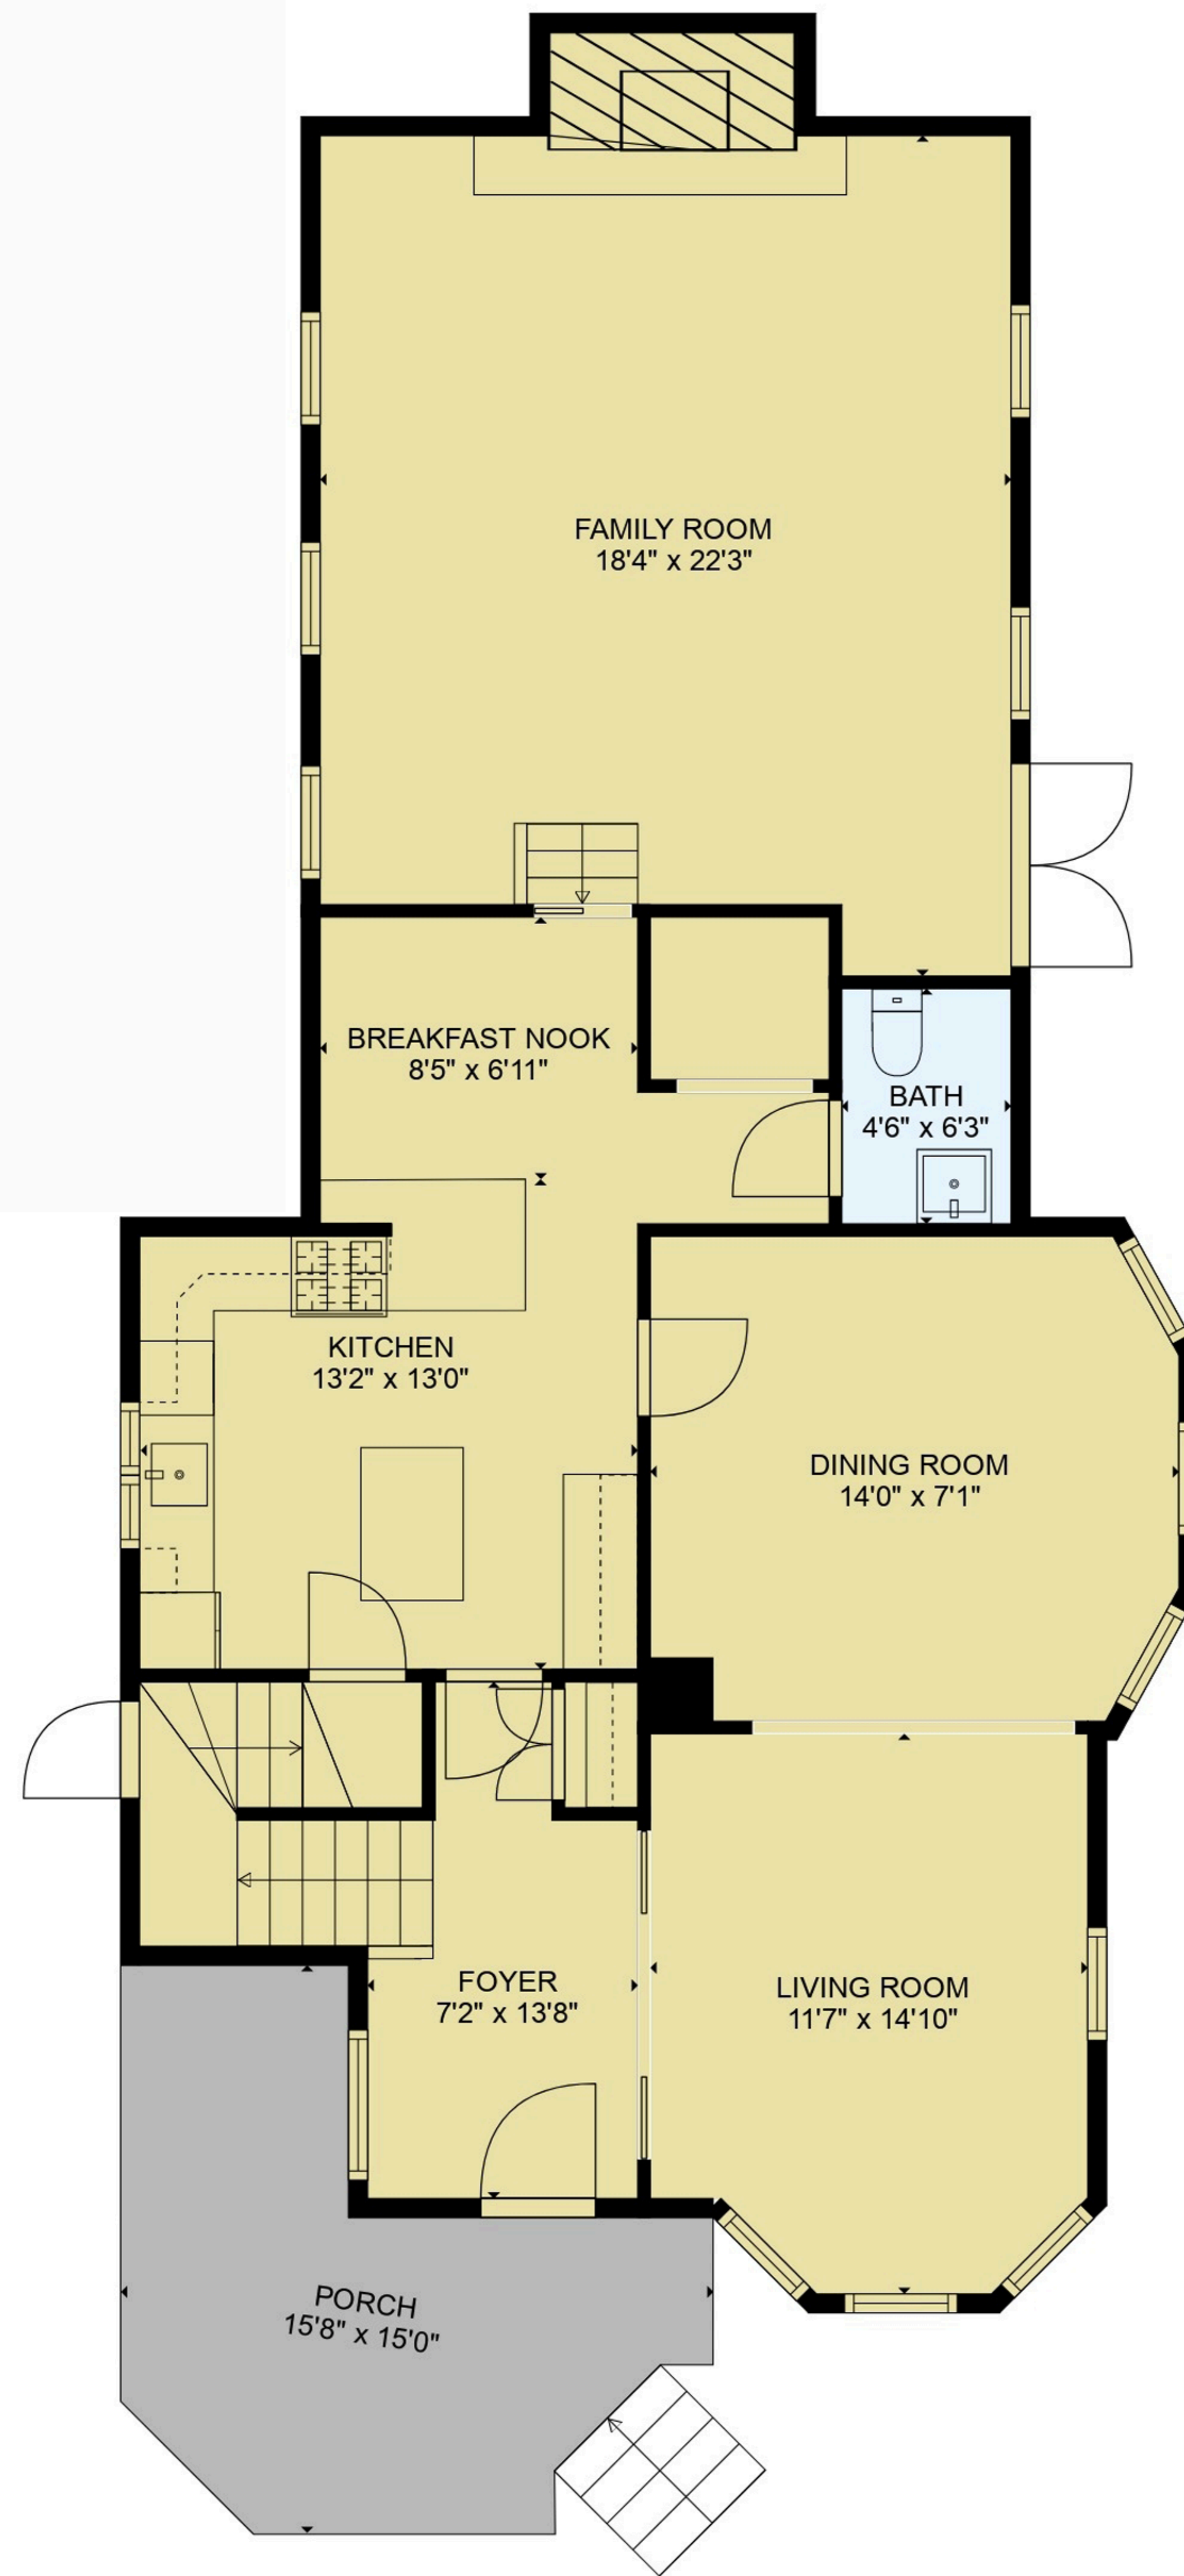 FAMILY ROOM
18'4" x 22'3"
BREAKFAST NOOK
8'5" x 6'11"
BATH
4'6" x 6'3"
KITCHEN
13'2" x 13'0"
DINING ROOM
14'0" x 7'1"
FOYER
7'2" x 13'8"
LIVING ROOM
11'7" x 14'10"
PORCH
15'8" x 15'0"